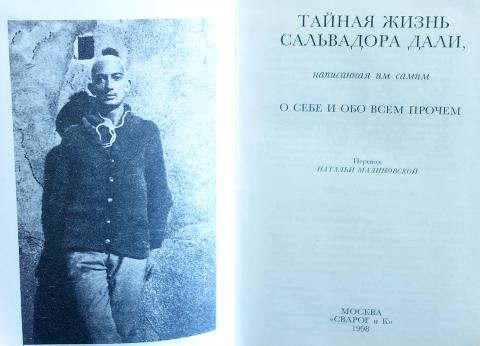 ТАЙНАЯ ЖИЗНЬ
САЛЬВАДОРА ДАЛИ,
написанная им самим
О СЕБЕ И ОБО ВСЕМ ПРОЧЕМ
Перевод
НАТАЛЬИ МАЛИНОВСКОЙ
МОСКВА
«СВАРОГ и К»
1998